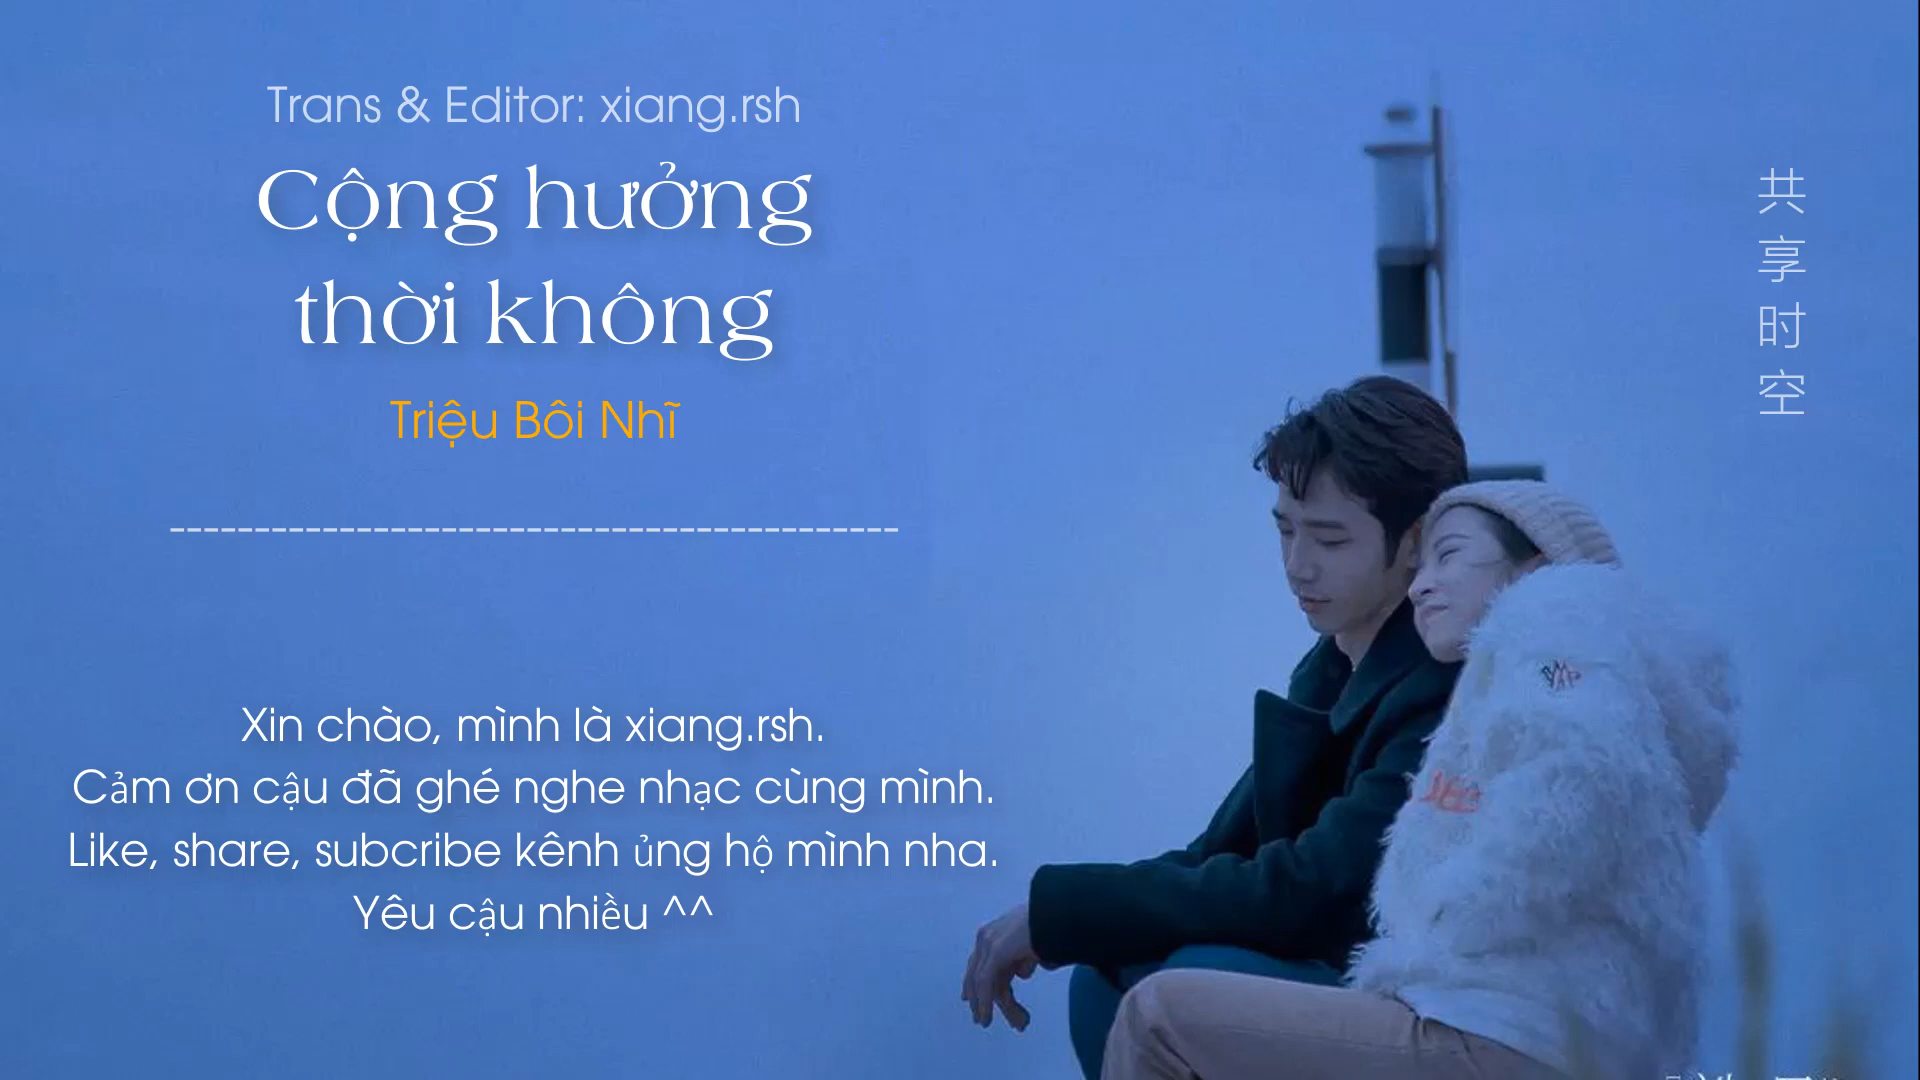 Trans & Editor: xiang.rsh
Cộng hưởng
thời không
Triệu Bôi Nhĩ
-------------------------------------------
Xin chào, mình là xiang.rsh.
Cảm ơn cậu đã ghé nghe nhạc cùng mình.
Like, share, subcribe kênh ủng hộ mình nha.
Yêu cậu nhiều ^^
共享时空